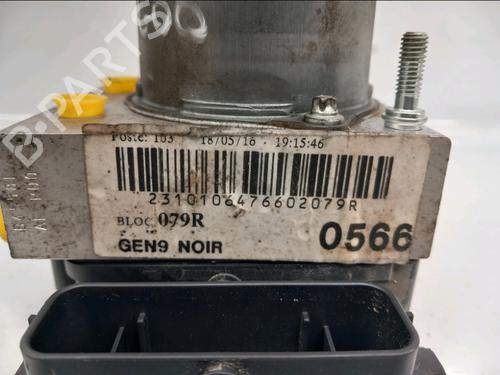 Poste: 103 18/05/16 - 19:15:46
2310106476602079R
BLOC 079R
GEN9 NOIR 0566
B-PARTS